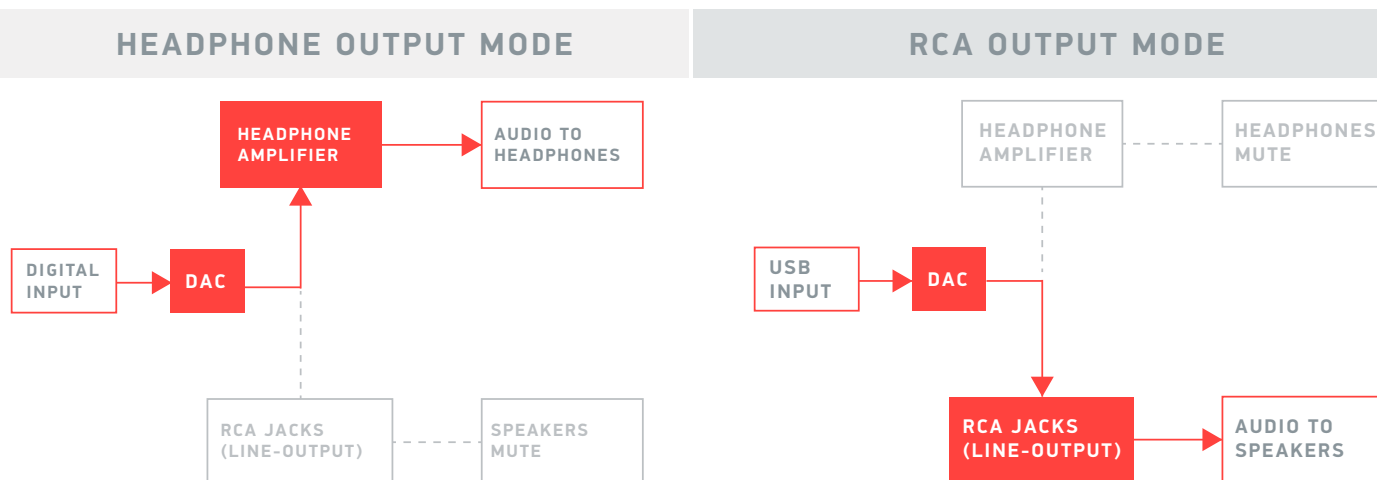 HEADPHONE OUTPUT MODE
HEADPHONE
AMPLIFIER
AUDIO TO
HEADPHONES
DIGITAL
INPUT
DAC
RCA JACKS
(LINE-OUTPUT)
SPEAKERS
MUTE
RCA OUTPUT MODE
HEADPHONE
AMPLIFIER
HEADPHONES
MUTE
USB
INPUT
DAC
RCA JACKS
(LINE-OUTPUT)
AUDIO TO
SPEAKERS